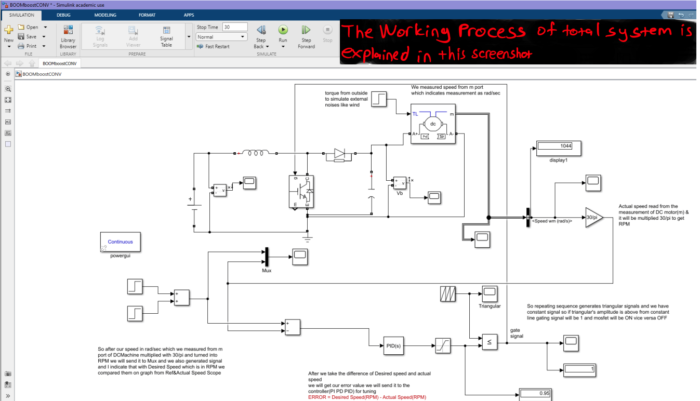 BOOMboostCONV * - Simulink academic use
SIMULATION
DEBUG
MODELING
FORMAT
APPS
New
Open
Save
Print
FILE
Library
Browser
LIBRARY
Log
Signals
Add
Viewer
Signal
Table
PREPARE
Stop Time
30
Normal
Fast Restart
Step
Back
Run
Step
Forward
Stop
SIMULATE
The Working Process of total system is
explained in this screenshot
BOOMboostCONV
BOOMboostCONV
torque from outside
to simulate external
noises like wind
We measured speed from m port
which indicates measurement as rad/sec
TL
m
dc
A+
A-
Vb
1044
display1
<Speed wm (rad/s)>
30/pi
Actual speed read from the
measurement of DC motor(m) &
it will be multiplied 30/pi to get
RPM
Continuous
powergui
Mux
Triangular
So repeating sequence generates triangular signals and we have
constant signal so if triangular's amplitude is above from constant
line gating signal will be 1 and mosfet will be ON vice versa OFF
gate
signal
PID(s)
≤
1
0.95
So after our speed in rad/sec which we measured from m
port of DCMachine multiplied with 30/pi and turned into
RPM we will send it to Mux and we also generated signal
and I indicate that with Desired Speed which is in RPM we
compared them on graph from Ref&Actual Speed Scope
After we take the difference of Desired speed and actual
speed
we will get our error value we will send it to the
controller(PI PD PID) for tuning
ERROR = Desired Speed(RPM) - Actual Speed(RPM)